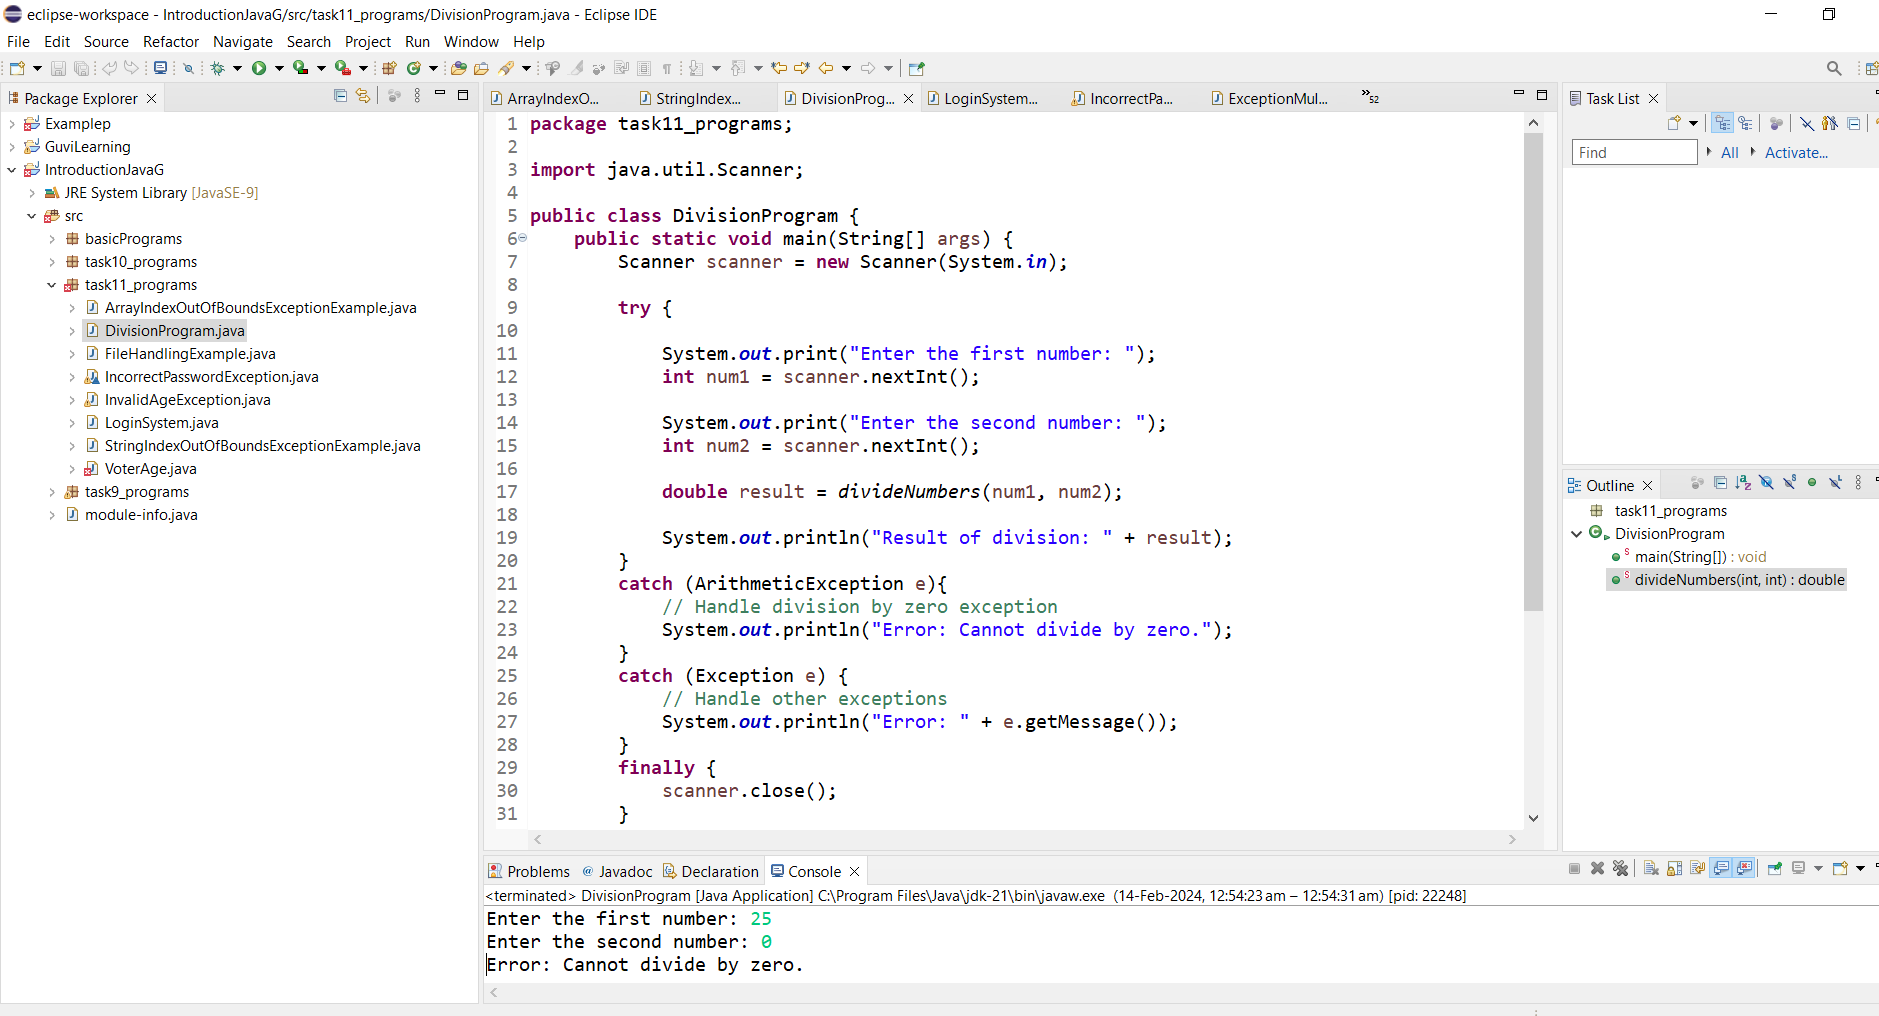 eclipse-workspace - IntroductionJavaG/src/task11_programs/DivisionProgram.java - Eclipse IDE
File Edit Source Refactor Navigate Search Project Run Window Help
Package Explorer
Examplep
GuviLearning
IntroductionJavaG
JRE System Library [JavaSE-9]
src
basicPrograms
task10_programs
task11_programs
ArrayIndexOutOfBoundsExceptionExample.java
DivisionProgram.java
FileHandlingExample.java
IncorrectPasswordException.java
InvalidAgeException.java
LoginSystem.java
StringIndexOutOfBoundsExceptionExample.java
VoterAge.java
task9_programs
module-info.java
ArrayIndexO... StringIndex... DivisionProg... LoginSystem... IncorrectPa... ExceptionMul... »52
1 package task11_programs;
2
3 import java.util.Scanner;
4
5 public class DivisionProgram {
6 public static void main(String[] args) {
7 Scanner scanner = new Scanner(System.in);
8
9 try {
10
11 System.out.print("Enter the first number: ");
12 int num1 = scanner.nextInt();
13
14 System.out.print("Enter the second number: ");
15 int num2 = scanner.nextInt();
16
17 double result = divideNumbers(num1, num2);
18
19 System.out.println("Result of division: " + result);
20 }
21 catch (ArithmeticException e){
22 // Handle division by zero exception
23 System.out.println("Error: Cannot divide by zero.");
24 }
25 catch (Exception e) {
26 // Handle other exceptions
27 System.out.println("Error: " + e.getMessage());
28 }
29 finally {
30 scanner.close();
31 }
Task List
Find All Activate...
Outline
task11_programs
DivisionProgram
main(String[]) : void
divideNumbers(int, int) : double
Problems @ Javadoc Declaration Console
<terminated> DivisionProgram [Java Application] C:\Program Files\Java\jdk-21\bin\javaw.exe (14-Feb-2024, 12:54:23 am – 12:54:31 am) [pid: 22248]
Enter the first number: 25
Enter the second number: 0
Error: Cannot divide by zero.